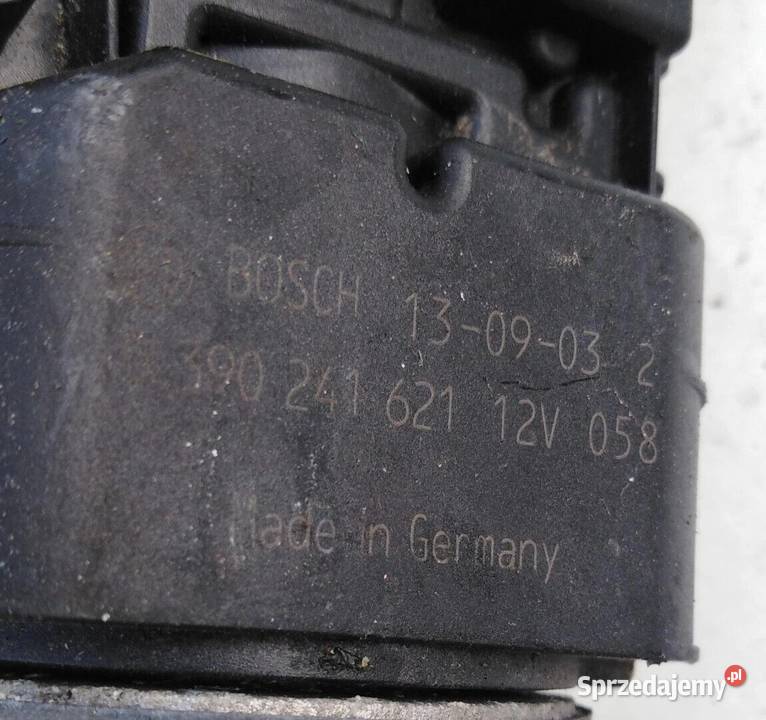 BOSCH 13-09-03 2
390 241 621 12V 058
Made in Germany
Sprzedajemy.pl